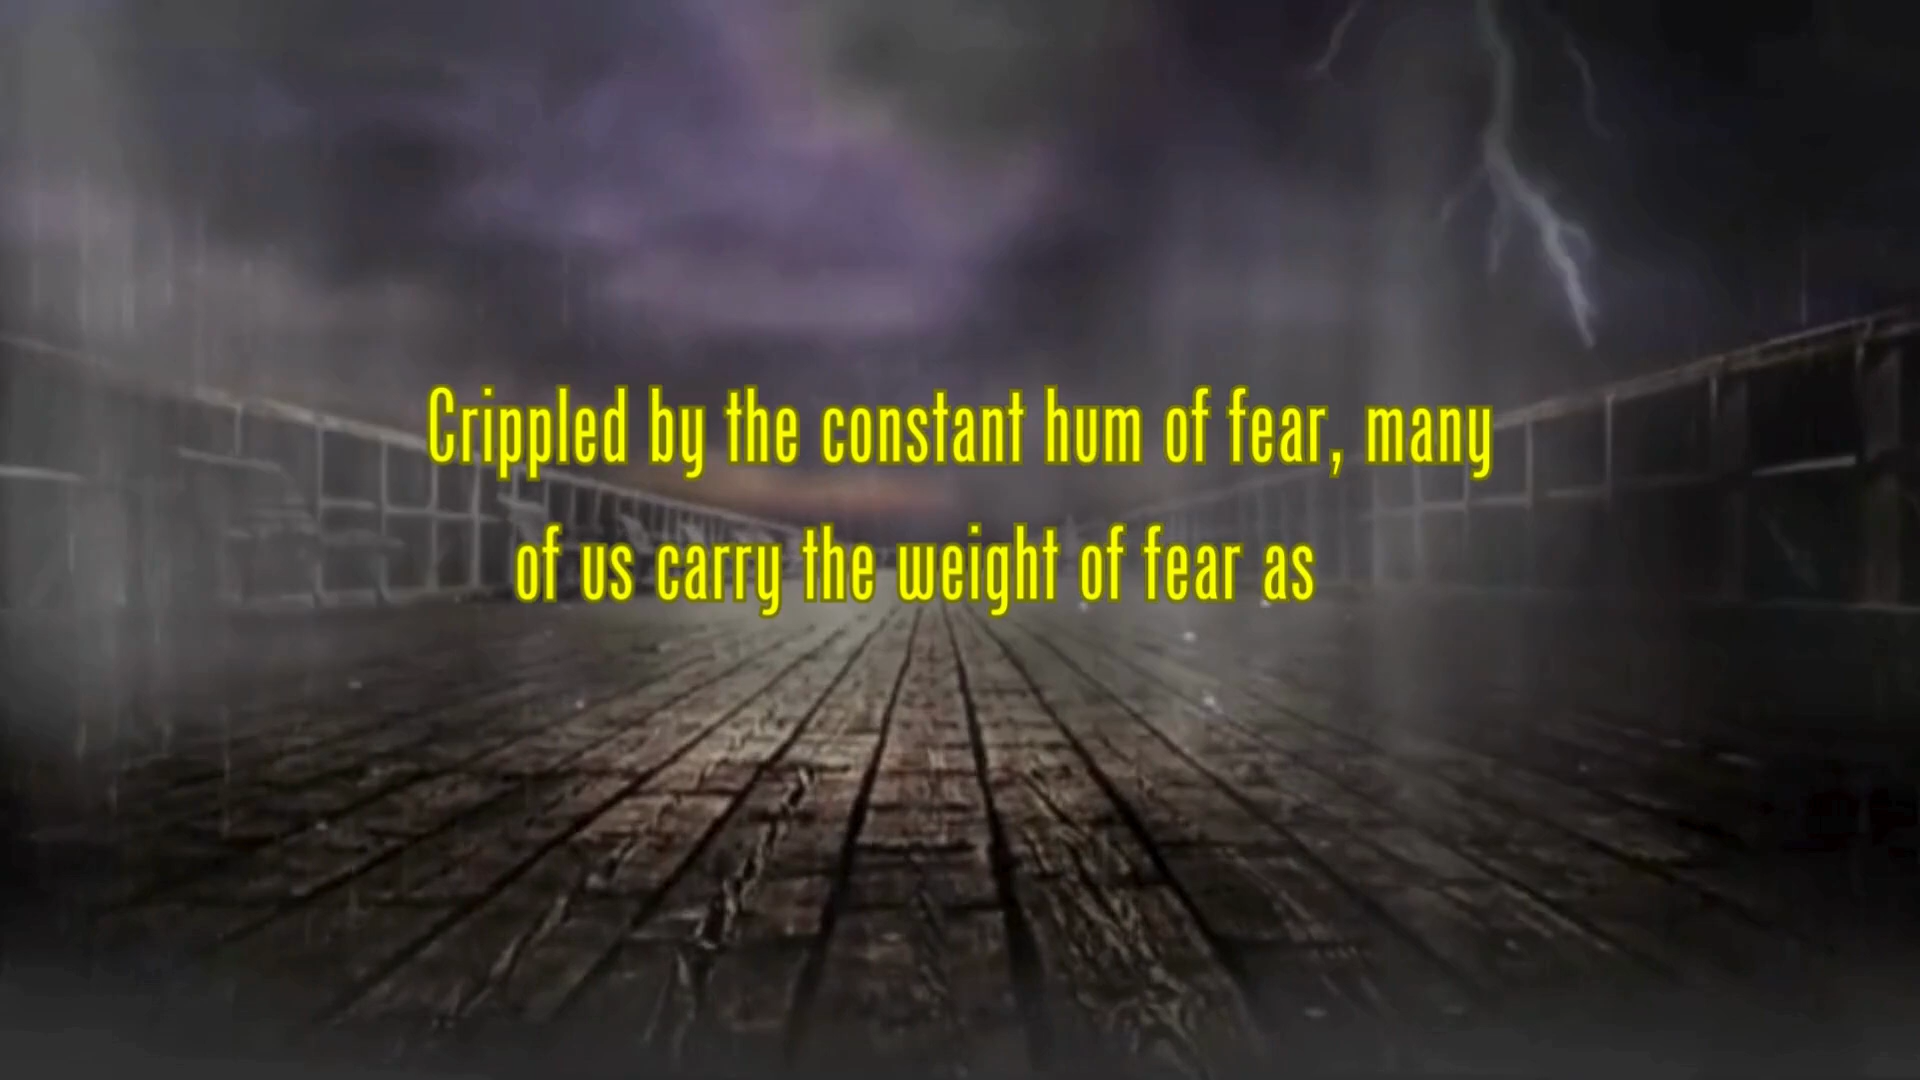 Crippled by the constant hum of fear, many
of us carry the weight of fear as